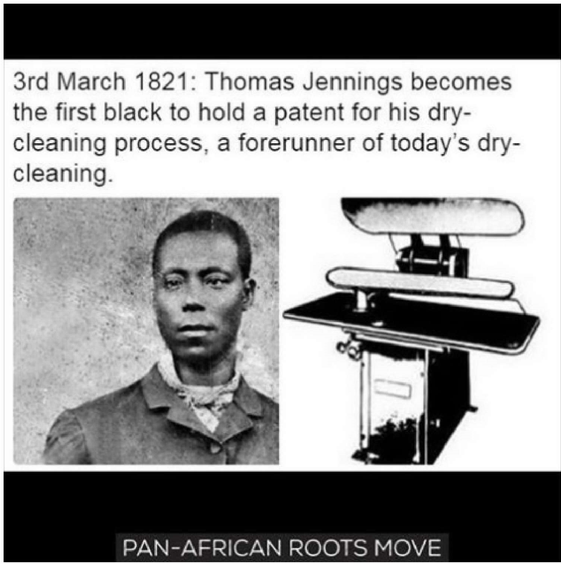 3rd March 1821: Thomas Jennings becomes
the first black to hold a patent for his dry-
cleaning process, a forerunner of today's dry-
cleaning.
PAN-AFRICAN ROOTS MOVE